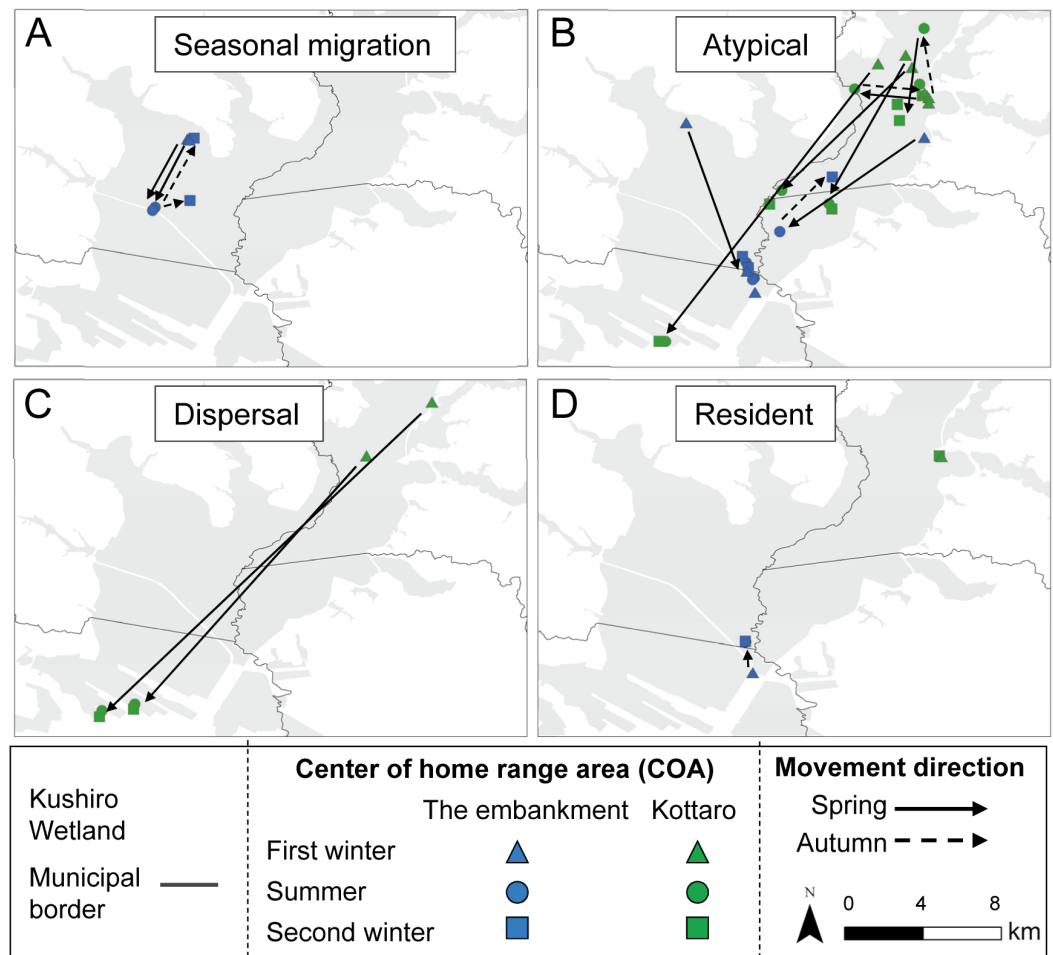 A
Seasonal migration
B
Atypical
C
Dispersal
D
Resident
Kushiro
Wetland
Municipal
border
Center of home range area (COA)
The embankment Kottaro
First winter
Summer
Second winter
Movement direction
Spring
Autumn
N
0 4 8
km